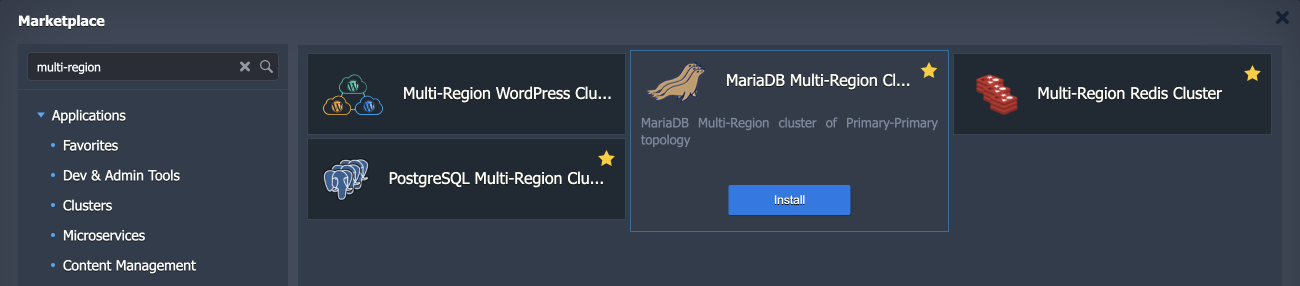 Marketplace
multi-region
Applications
Favorites
Dev & Admin Tools
Clusters
Microservices
Content Management
Multi-Region WordPress Clu...
MariaDB Multi-Region Cl...
MariaDB Multi-Region cluster of Primary-Primary
topology
Install
Multi-Region Redis Cluster
PostgreSQL Multi-Region Clu...